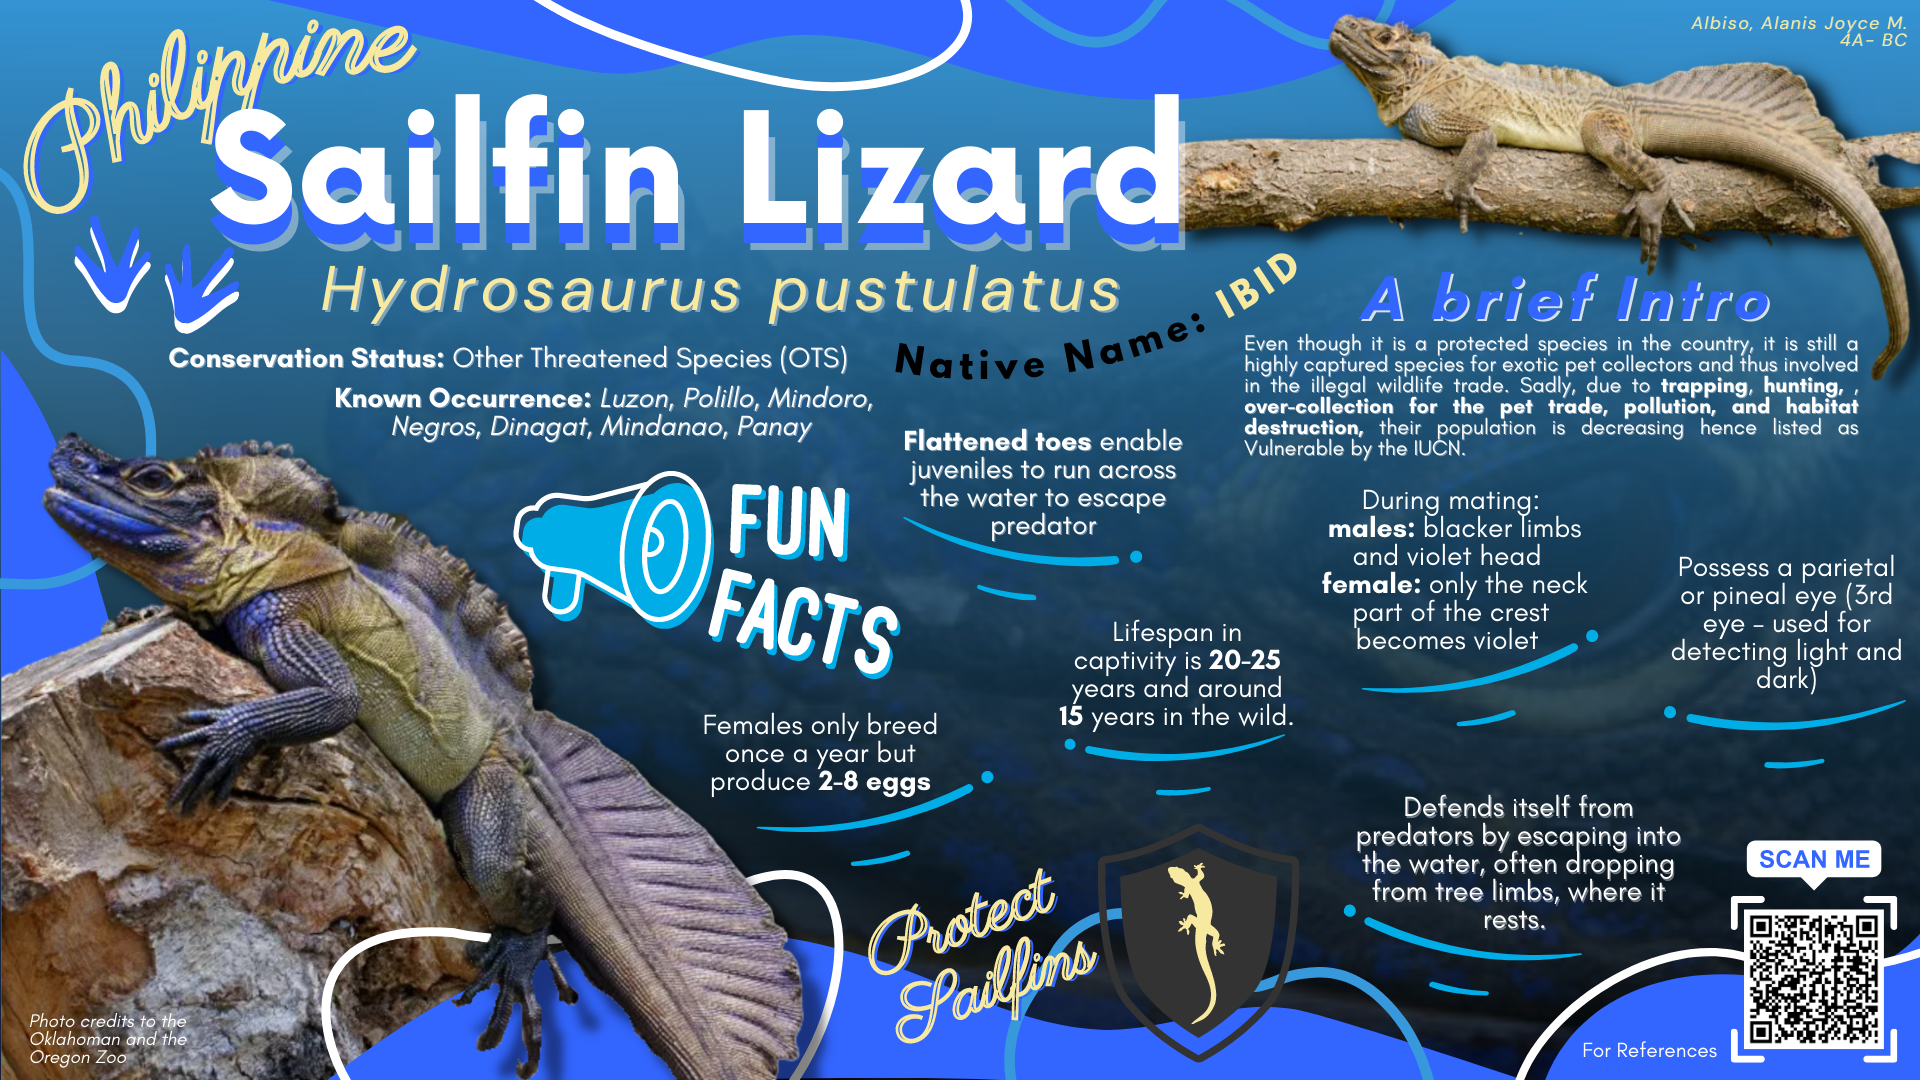 Albiso, Alanis Joyce M.
4A- BC
Philippine
Sailfin Lizard
Hydrosaurus pustulatus
Native Name: IBID
Conservation Status: Other Threatened Species (OTS)
Known Occurrence: Luzon, Polillo, Mindoro,
Negros, Dinagat, Mindanao, Panay
A brief Intro
Even though it is a protected species in the country, it is still a
highly captured species for exotic pet collectors and thus involved
in the illegal wildlife trade. Sadly, due to trapping, hunting, ,
over-collection for the pet trade, pollution, and habitat
destruction, their population is decreasing hence listed as
Vulnerable by the IUCN.
FUN
FACTS
Flattened toes enable
juveniles to run across
the water to escape
predator
During mating:
males: blacker limbs
and violet head
female: only the neck
part of the crest
becomes violet
Possess a parietal
or pineal eye (3rd
eye – used for
detecting light and
dark)
Lifespan in
captivity is 20-25
years and around
15 years in the wild.
Females only breed
once a year but
produce 2-8 eggs
Defends itself from
predators by escaping into
the water, often dropping
from tree limbs, where it
rests.
Protect
Sailfins
SCAN ME
For References
Photo credits to the
Oklahoman and the
Oregon Zoo